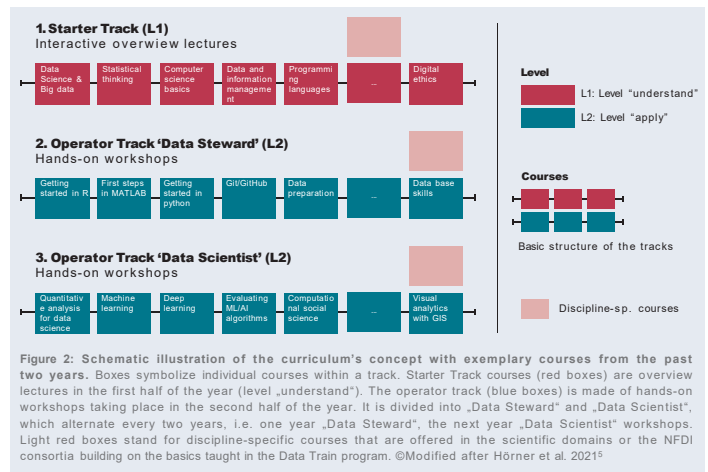 1. Starter Track (L1)
Interactive overwiew lectures
Data
Science &
Big data
Statistical
thinking
Computer
science
basics
Data and
information
manageme
nt
Programmi
ng
languages
...
Digital
ethics
2. Operator Track ‘Data Steward’ (L2)
Hands-on workshops
Getting
started in R
First steps
in MATLAB
Getting
started in
python
Git/GitHub
Data
preparation
...
Data base
skills
3. Operator Track ‘Data Scientist’ (L2)
Hands-on workshops
Quantitativ
e analysis
for data
science
Machine
learning
Deep
learning
Evaluating
ML/AI
algorithms
Computatio
nal social
science
...
Visual
analytics
with GIS
Level
L1: Level “understand”
L2: Level “apply”
Courses
Basic structure of the tracks
Discipline-sp. courses
Figure 2: Schematic illustration of the curriculum’s concept with exemplary courses from the past
two years. Boxes symbolize individual courses within a track. Starter Track courses (red boxes) are overview
lectures in the first half of the year (level „understand“). The operator track (blue boxes) is made of hands-on
workshops taking place in the second half of the year. It is divided into „Data Steward“ and „Data Scientist“,
which alternate every two years, i.e. one year „Data Steward“, the next year „Data Scientist“ workshops.
Light red boxes stand for discipline-specific courses that are offered in the scientific domains or the NFDI
consortia building on the basics taught in the Data Train program. ©Modified after Hörner et al. 2021⁵